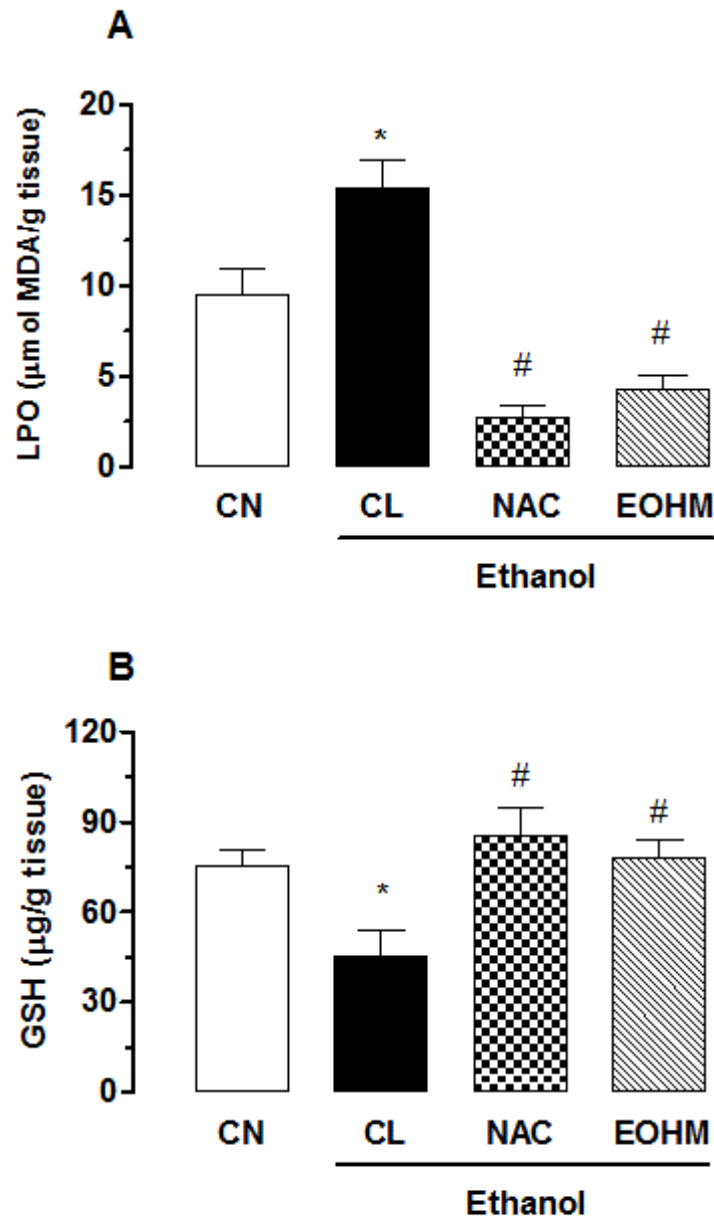 A
LPO (μmol MDA/g tissue)
20
15
10
5
0
*
#
#
CN CL NAC EOHM
Ethanol
B
GSH (μg/g tissue)
120
90
60
30
0
*
#
#
CN CL NAC EOHM
Ethanol